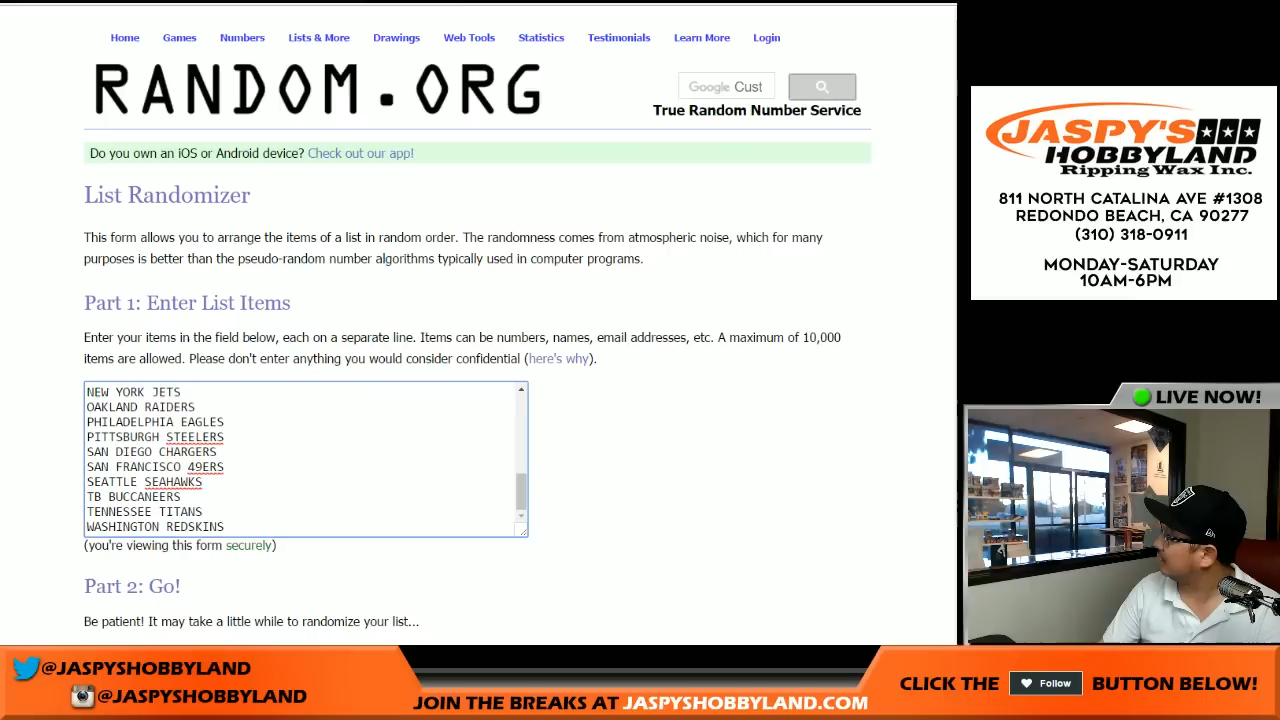 Home Games Numbers Lists & More Drawings Web Tools Statistics Testimonials Learn More Login
RANDOM.ORG
Google Cust
True Random Number Service
Do you own an iOS or Android device? Check out our app!
List Randomizer
This form allows you to arrange the items of a list in random order. The randomness comes from atmospheric noise, which for many
purposes is better than the pseudo-random number algorithms typically used in computer programs.
Part 1: Enter List Items
Enter your items in the field below, each on a separate line. Items can be numbers, names, email addresses, etc. A maximum of 10,000
items are allowed. Please don't enter anything you would consider confidential (here's why).
NEW YORK JETS
OAKLAND RAIDERS
PHILADELPHIA EAGLES
PITTSBURGH STEELERS
SAN DIEGO CHARGERS
SAN FRANCISCO 49ERS
SEATTLE SEAHAWKS
TB BUCCANEERS
TENNESSEE TITANS
WASHINGTON REDSKINS
(you're viewing this form securely)
Part 2: Go!
Be patient! It may take a little while to randomize your list...
JASPY'S
HOBBYLAND
Ripping Wax Inc.
811 NORTH CATALINA AVE #1308
REDONDO BEACH, CA 90277
(310) 318-0911
MONDAY-SATURDAY
10AM-6PM
LIVE NOW!
@JASPYSHOBBYLAND
@JASPYSHOBBYLAND
JOIN THE BREAKS AT JASPYSHOBBYLAND.COM
CLICK THE Follow BUTTON BELOW!